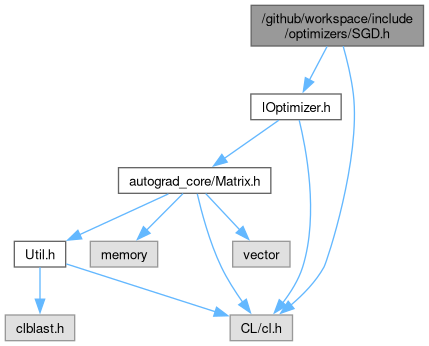 /github/workspace/include
/optimizers/SGD.h
IOptimizer.h
autograd_core/Matrix.h
Util.h
memory
vector
clblast.h
CL/cl.h